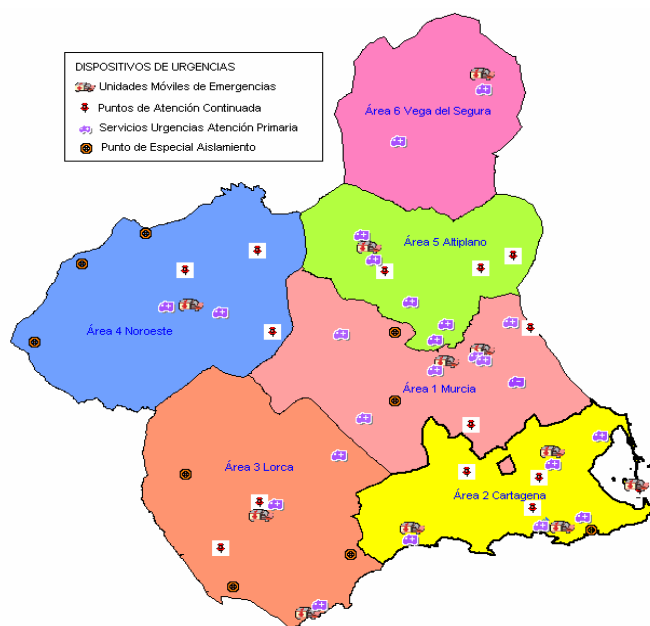 DISPOSITIVOS DE URGENCIAS
Unidades Móviles de Emergencias
Puntos de Atención Continuada
Servicios Urgencias Atención Primaria
Punto de Especial Aislamiento
Área 6 Vega del Segura
Área 5 Altiplano
Área 4 Noroeste
Área 1 Murcia
Área 3 Lorca
Área 2 Cartagena